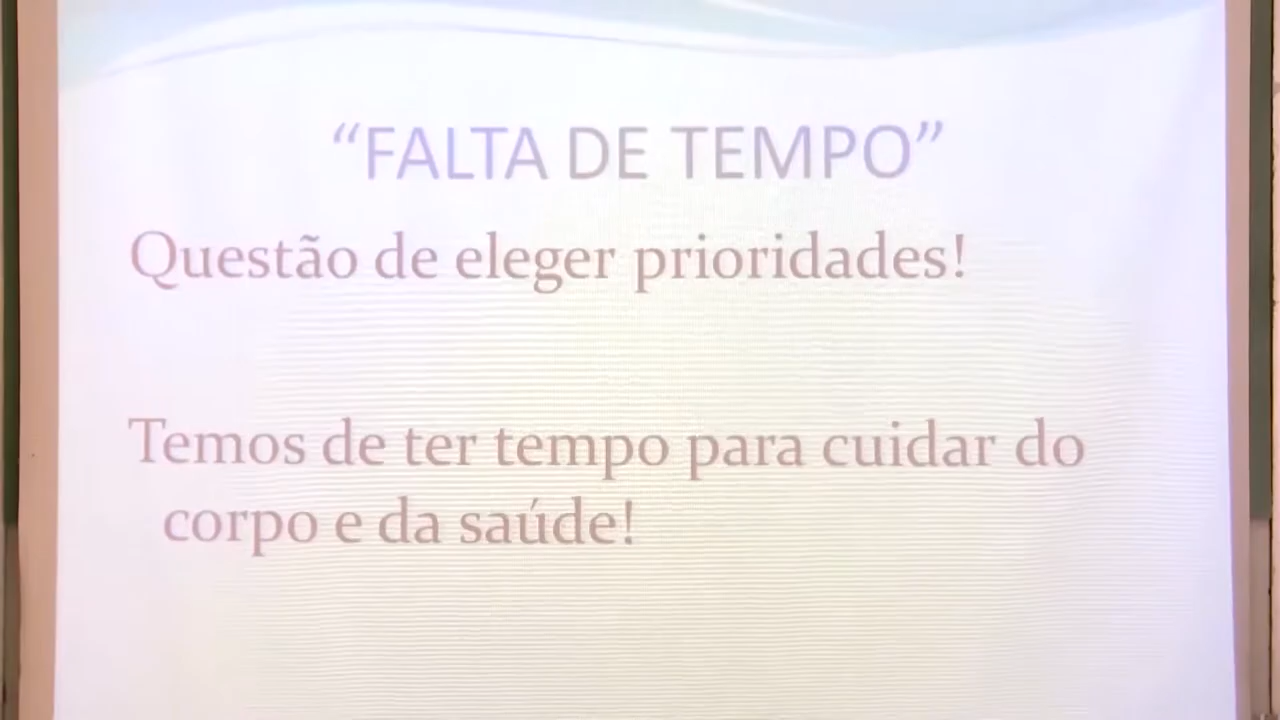 “FALTA DE TEMPO”
Questão de eleger prioridades!
Temos de ter tempo para cuidar do
corpo e da saúde!